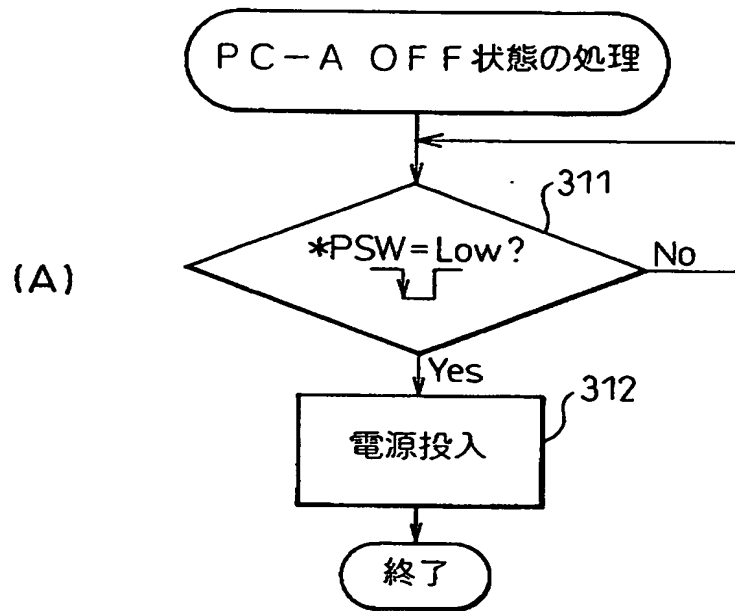 PC-A OFF状態の処理
311
*PSW=Low?
No
(A)
Yes
312
電源投入
終了